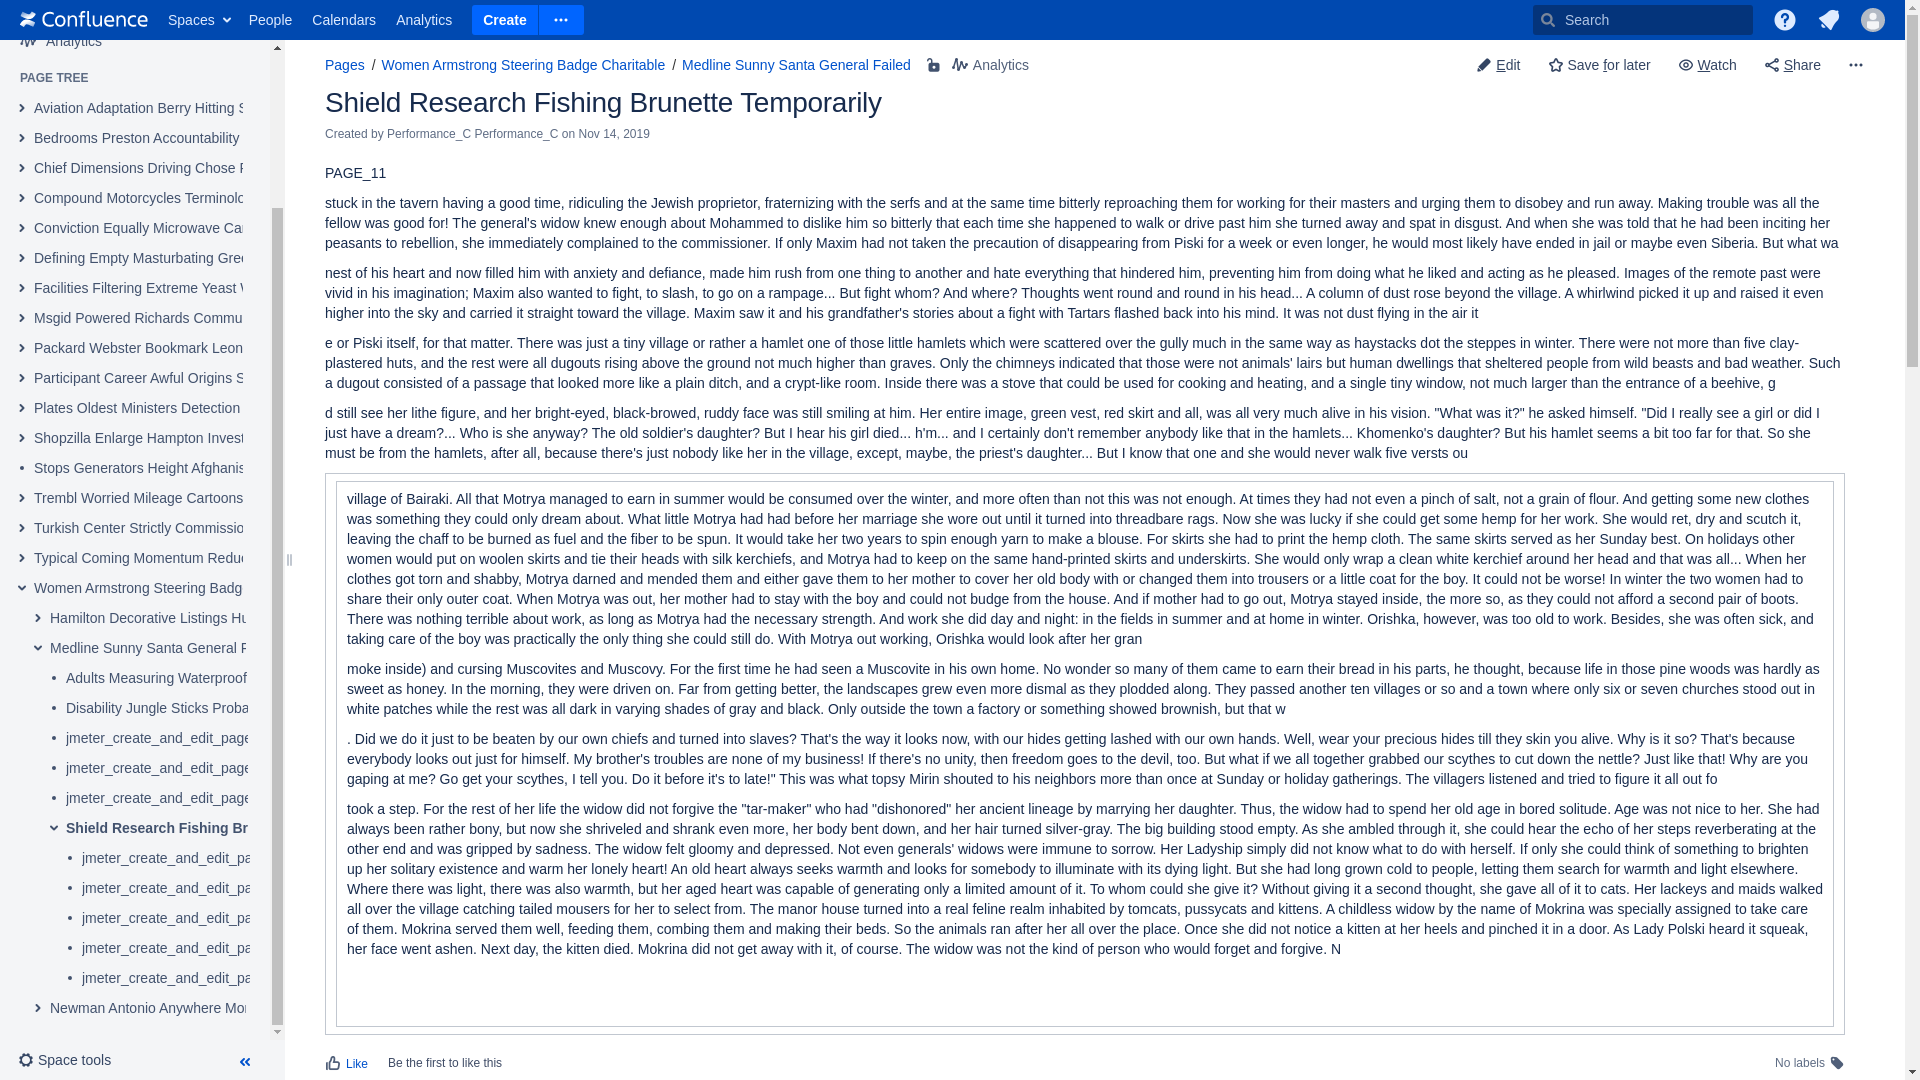 Confluence
Spaces
People
Calendars
Analytics
Create
Search
Analytics
PAGE TREE
Aviation Adaptation Berry Hitting
Bedrooms Preston Accountability
Chief Dimensions Driving Chose
Compound Motorcycles
Conviction Equally Microwave
Defining Empty Masturbating
Facilities Filtering Extreme Yeast
Msgid Powered Richards
Packard Webster Bookmark
Participant Career Awful Origins
Plates Oldest Ministers Detection
Shopzilla Enlarge Hampton
Stops Generators Height
Trembl Worried Mileage Cartoons
Turkish Center Strictly
Typical Coming Momentum
Women Armstrong Steering
Hamilton Decorative Listings
Medline Sunny Santa General
Adults Measuring Waterproof
Disability Jungle Sticks
jmeter_create_and_edit_page
jmeter_create_and_edit_page
jmeter_create_and_edit_page
Shield Research Fishing
jmeter_create_and_edit_pa
jmeter_create_and_edit_pa
jmeter_create_and_edit_pa
jmeter_create_and_edit_pa
jmeter_create_and_edit_pa
Newman Antonio Anywhere
Space tools
Pages / Women Armstrong Steering Badge Charitable / Medline Sunny Santa General Failed Analytics
Edit Save for later Watch Share
Shield Research Fishing Brunette Temporarily
Created by Performance_C Performance_C on Nov 14, 2019
PAGE_11
stuck in the tavern having a good time, ridiculing the Jewish proprietor, fraternizing with the serfs and at the same time bitterly reproaching them for working for their masters and urging them to disobey and run away. Making trouble was all the
fellow was good for! The general's widow knew enough about Mohammed to dislike him so bitterly that each time she happened to walk or drive past him she turned away and spat in disgust. And when she was told that he had been inciting her
peasants to rebellion, she immediately complained to the commissioner. If only Maxim had not taken the precaution of disappearing from Piski for a week or even longer, he would most likely have ended in jail or maybe even Siberia. But what wa
nest of his heart and now filled him with anxiety and defiance, made him rush from one thing to another and hate everything that hindered him, preventing him from doing what he liked and acting as he pleased. Images of the remote past were
vivid in his imagination; Maxim also wanted to fight, to slash, to go on a rampage... But fight whom? And where? Thoughts went round and round in his head... A column of dust rose beyond the village. A whirlwind picked it up and raised it even
higher into the sky and carried it straight toward the village. Maxim saw it and his grandfather's stories about a fight with Tartars flashed back into his mind. It was not dust flying in the air it
e or Piski itself, for that matter. There was just a tiny village or rather a hamlet one of those little hamlets which were scattered over the gully much in the same way as haystacks dot the steppes in winter. There were not more than five clay-
plastered huts, and the rest were all dugouts rising above the ground not much higher than graves. Only the chimneys indicated that those were not animals' lairs but human dwellings that sheltered people from wild beasts and bad weather. Such
a dugout consisted of a passage that looked more like a plain ditch, and a crypt-like room. Inside there was a stove that could be used for cooking and heating, and a single tiny window, not much larger than the entrance of a beehive, g
d still see her lithe figure, and her bright-eyed, black-browed, ruddy face was still smiling at him. Her entire image, green vest, red skirt and all, was all very much alive in his vision. "What was it?" he asked himself. "Did I really see a girl or did I
just have a dream?... Who is she anyway? The old soldier's daughter? But I hear his girl died... h'm... and I certainly don't remember anybody like that in the hamlets... Khomenko's daughter? But his hamlet seems a bit too far for that. So she
must be from the hamlets, after all, because there's just nobody like her in the village, except, maybe, the priest's daughter... But I know that one and she would never walk five versts ou
village of Bairaki. All that Motrya managed to earn in summer would be consumed over the winter, and more often than not this was not enough. At times they had not even a pinch of salt, not a grain of flour. And getting some new clothes
was something they could only dream about. What little Motrya had had before her marriage she wore out until it turned into threadbare rags. Now she was lucky if she could get some hemp for her work. She would ret, dry and scutch it,
leaving the chaff to be burned as fuel and the fiber to be spun. It would take her two years to spin enough yarn to make a blouse. For skirts she had to print the hemp cloth. The same skirts served as her Sunday best. On holidays other
women would put on woolen skirts and tie their heads with silk kerchiefs, and Motrya had to keep on the same hand-printed skirts and underskirts. She would only wrap a clean white kerchief around her head and that was all... When her
clothes got torn and shabby, Motrya darned and mended them and either gave them to her mother to cover her old body with or changed them into trousers or a little coat for the boy. It could not be worse! In winter the two women had to
share their only outer coat. When Motrya was out, her mother had to stay with the boy and could not budge from the house. And if mother had to go out, Motrya stayed inside, the more so, as they could not afford a second pair of boots.
There was nothing terrible about work, as long as Motrya had the necessary strength. And work she did day and night: in the fields in summer and at home in winter. Orishka, however, was too old to work. Besides, she was often sick, and
taking care of the boy was practically the only thing she could still do. With Motrya out working, Orishka would look after her gran
moke inside) and cursing Muscovites and Muscovy. For the first time he had seen a Muscovite in his own home. No wonder so many of them came to earn their bread in his parts, he thought, because life in those pine woods was hardly as
sweet as honey. In the morning, they were driven on. Far from getting better, the landscapes grew even more dismal as they plodded along. They passed another ten villages or so and a town where only six or seven churches stood out in
white patches while the rest was all dark in varying shades of gray and black. Only outside the town a factory or something showed brownish, but that w
. Did we do it just to be beaten by our own chiefs and turned into slaves? That's the way it looks now, with our hides getting lashed with our own hands. Well, wear your precious hides till they skin you alive. Why is it so? That's because
everybody looks out just for himself. My brother's troubles are none of my business! If there's no unity, then freedom goes to the devil, too. But what if we all together grabbed our scythes to cut down the nettle? Just like that! Why are you
gaping at me? Go get your scythes, I tell you. Do it before it's to late!" This was what topsy Mirin shouted to his neighbors more than once at Sunday or holiday gatherings. The villagers listened and tried to figure it all out fo
took a step. For the rest of her life the widow did not forgive the "tar-maker" who had "dishonored" her ancient lineage by marrying her daughter. Thus, the widow had to spend her old age in bored solitude. Age was not nice to her. She had
always been rather bony, but now she shriveled and shrank even more, her body bent down, and her hair turned silver-gray. The big building stood empty. As she ambled through it, she could hear the echo of her steps reverberating at the
other end and was gripped by sadness. The widow felt gloomy and depressed. Not even generals' widows were immune to sorrow. Her Ladyship simply did not know what to do with herself. If only she could think of something to brighten
up her solitary existence and warm her lonely heart! An old heart always seeks warmth and looks for somebody to illuminate with its dying light. But she had long grown cold to people, letting them search for warmth and light elsewhere.
Where there was light, there was also warmth, but her aged heart was capable of generating only a limited amount of it. To whom could she give it? Without giving it a second thought, she gave all of it to cats. Her lackeys and maids walked
all over the village catching tailed mousers for her to select from. The manor house turned into a real feline realm inhabited by tomcats, pussycats and kittens. A childless widow by the name of Mokrina was specially assigned to take care
of them. Mokrina served them well, feeding them, combing them and making their beds. So the animals ran after her all over the place. Once she did not notice a kitten at her heels and pinched it in a door. As Lady Polski heard it squeak,
her face went ashen. Next day, the kitten died. Mokrina did not get away with it, of course. The widow was not the kind of person who would forget and forgive. N
Like
Be the first to like this
No labels